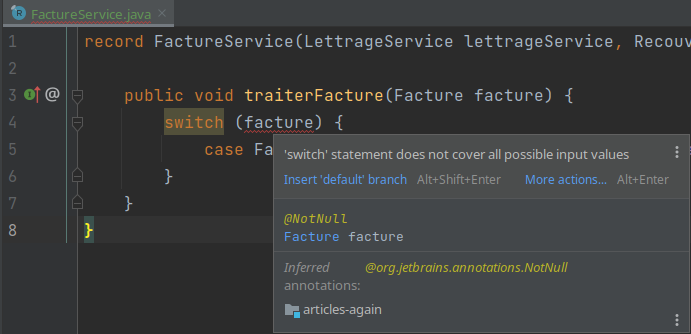 FactureService.java
1 record FactureService(LettrageService lettrageService, Recouv
2
3 @ public void traiterFacture(Facture facture) {
4 switch (facture) {
5 case Fa
6 }
7 }
8 }
'switch' statement does not cover all possible input values
Insert 'default' branch Alt+Shift+Enter More actions... Alt+Enter
@NotNull
Facture facture
Inferred @org.jetbrains.annotations.NotNull
annotations:
articles-again